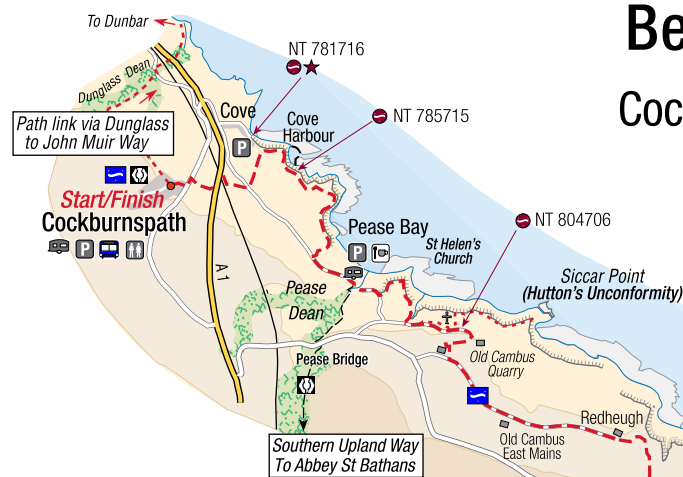 To Dunbar
Be
NT 781716
Dunglass Dean
Cove
Cove
Harbour
NT 785715
Coc
Path link via Dunglass
to John Muir Way
P
Start/Finish
Cockburnspath
P
Pease Bay
P
NT 804706
St Helen's
Church
Siccar Point
(Hutton's Unconformity)
A1
Pease
Dean
Pease Bridge
Old Cambus
Quarry
Redheugh
Old Cambus
East Mains
Southern Upland Way
To Abbey St Bathans